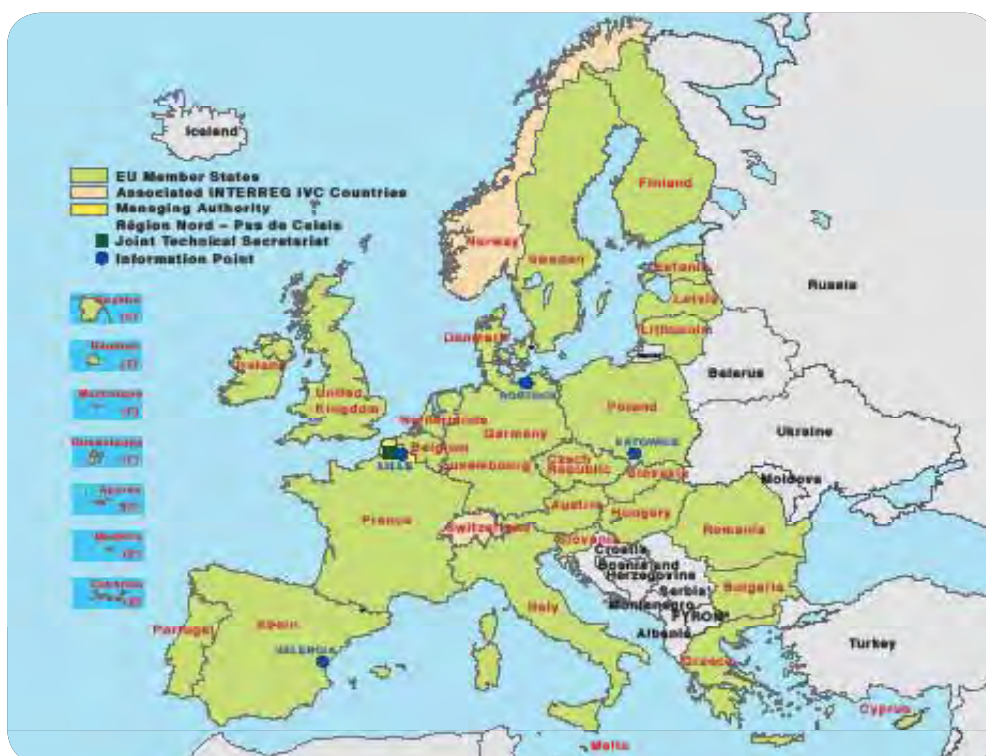 Iceland
EU Member States
Associated INTERREG IVC Countries
Managing Authority
Région Nord – Pas de Calais
Joint Technical Secretariat
Information Point
Finland
Norway
Sweden
Estonia
Russia
Latvia
Lithuania
Denmark
Ireland
Belarus
United
Kingdom
ROSTOCK
Poland
Netherlands
Germany
Ukraine
Belgium
KATOWICE
LILLE
Luxembourg
Czech
Republic
Slovakia
Moldova
Austria
Hungary
France
Switzerland
Romania
Slovenia
Croatia
Bosnia and
Herzegovina
Serbia
Bulgaria
Italy
Montenegro
FYROM
Portugal
Spain
Albania
Turkey
VALENCIA
Greece
Cyprus
Malta